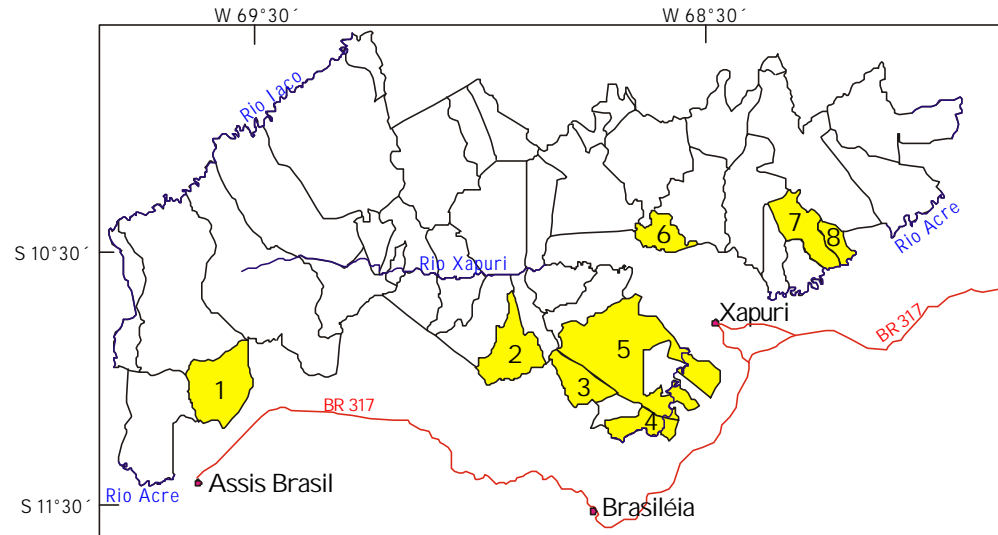 W 69°30´
W 68°30´
Rio Laco
6
7
8
Rio Acre
S 10°30´
Rio Xapuri
Xapuri
BR 317
5
2
3
1
4
BR 317
Assis Brasil
Rio Acre
S 11°30´
Brasiléia